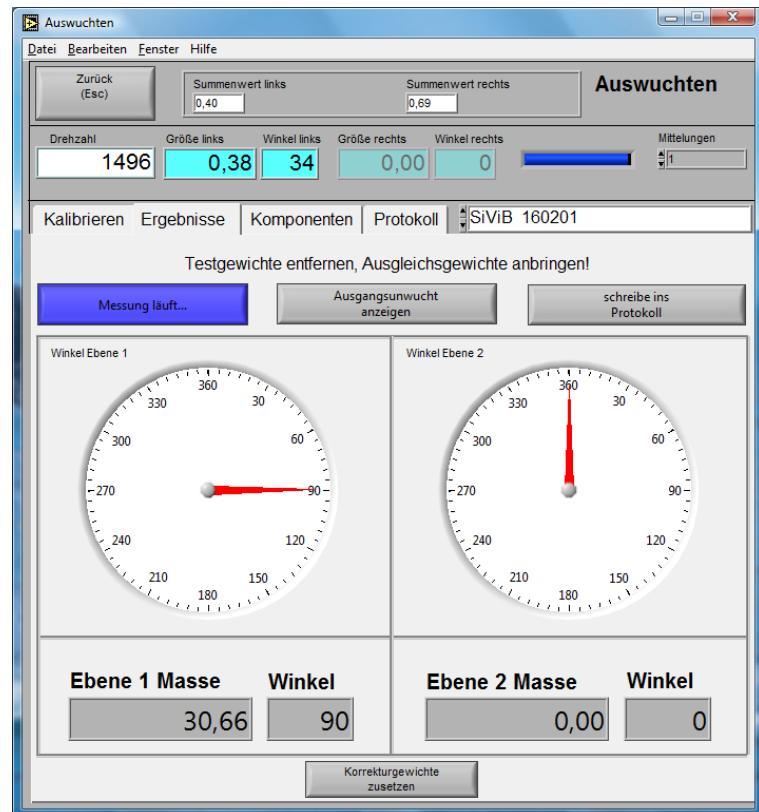 Auswuchten
Datei Bearbeiten Fenster Hilfe
Zurück
(Esc)
Summenwert links
0,40
Summenwert rechts
0,69
Auswuchten
Drehzahl
1496
Größe links
0,38
Winkel links
34
Größe rechts
0,00
Winkel rechts
0
Mittelungen
1
Kalibrieren Ergebnisse Komponenten Protokoll SiViB 160201
Testgewichte entfernen, Ausgleichsgewichte anbringen!
Messung läuft...
Ausgangsunwucht
anzeigen
schreibe ins
Protokoll
Winkel Ebene 1
360
30
60
90
120
150
180
210
240
270
300
330
Winkel Ebene 2
360
30
60
90
120
150
180
210
240
270
300
330
Ebene 1 Masse
30,66
Winkel
90
Ebene 2 Masse
0,00
Winkel
0
Korrekturgewichte
zusetzen